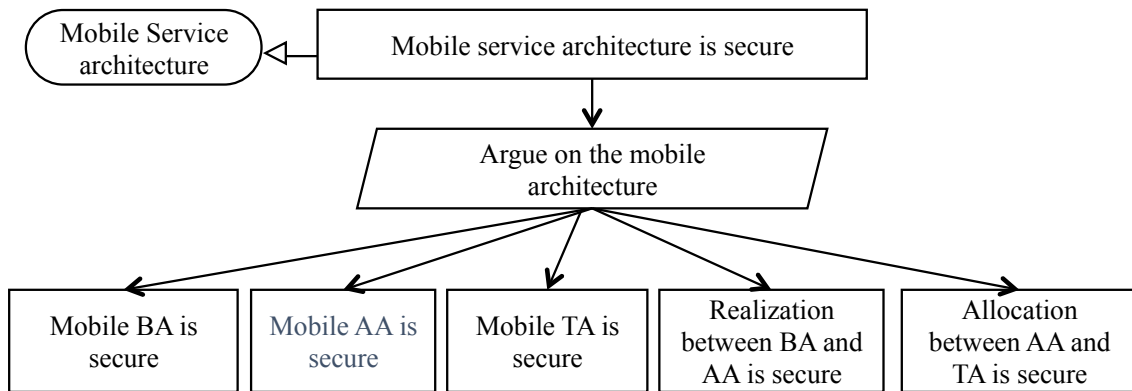 Mobile Service
architecture
Mobile service architecture is secure
Argue on the mobile
architecture
Mobile BA is
secure
Mobile AA is
secure
Mobile TA is
secure
Realization
between BA and
AA is secure
Allocation
between AA and
TA is secure